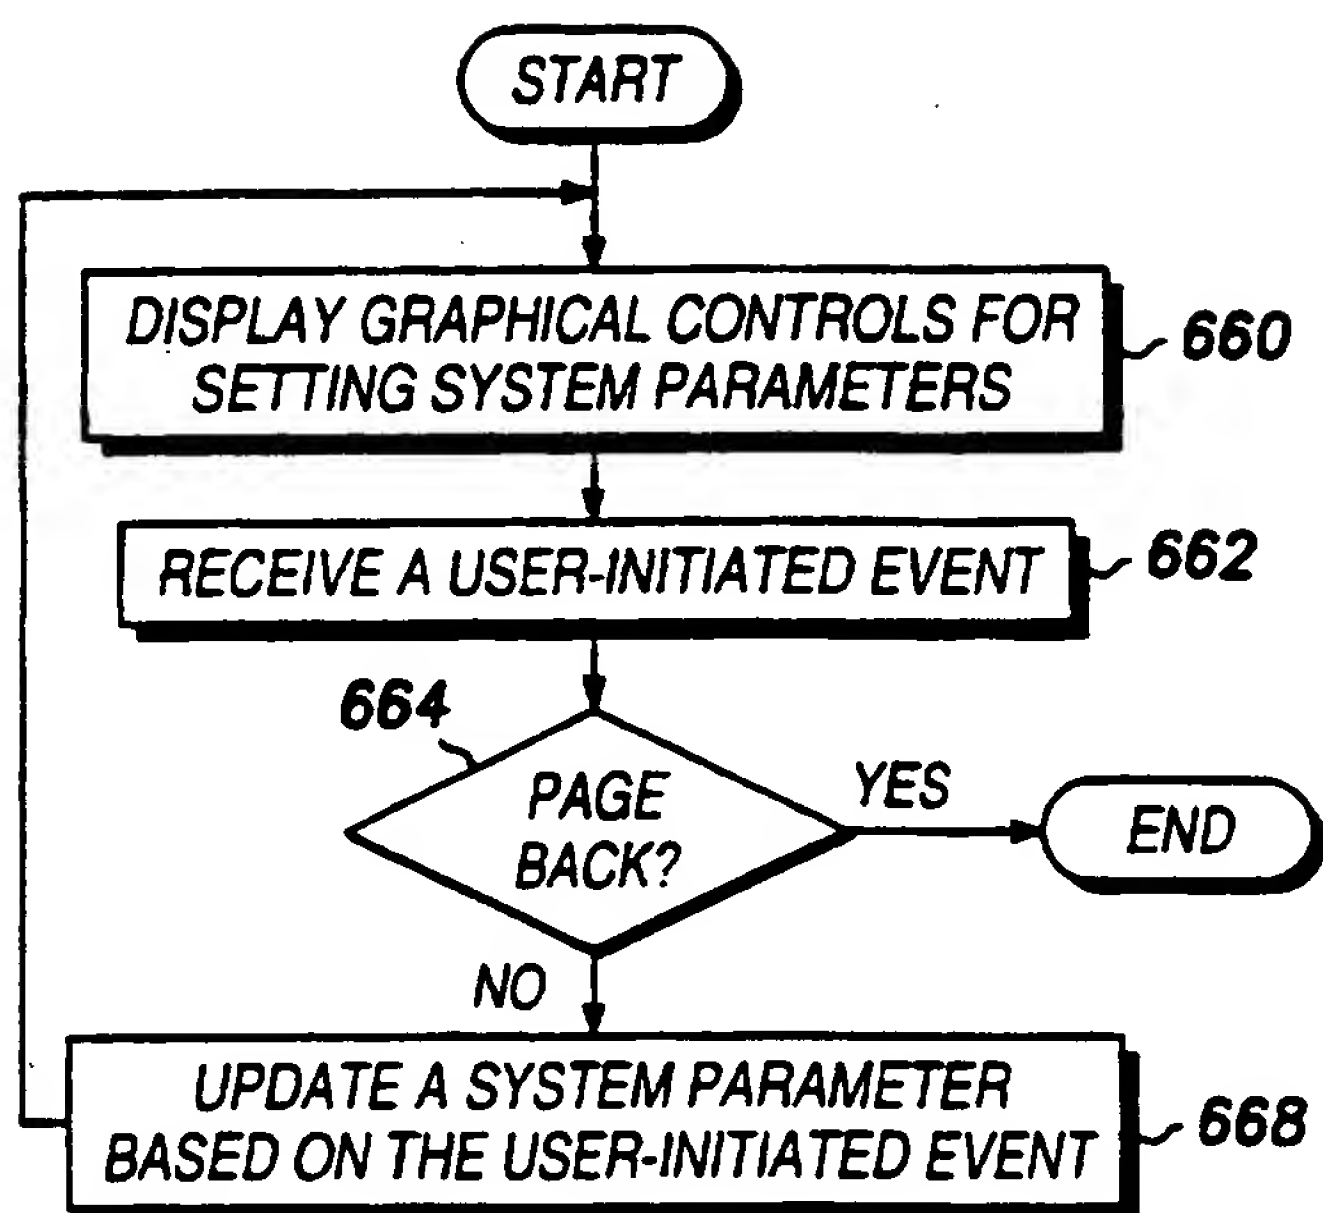 START
DISPLAY GRAPHICAL CONTROLS FOR
SETTING SYSTEM PARAMETERS
660
RECEIVE A USER-INITIATED EVENT
662
664
PAGE
BACK?
YES
END
NO
UPDATE A SYSTEM PARAMETER
BASED ON THE USER-INITIATED EVENT
668